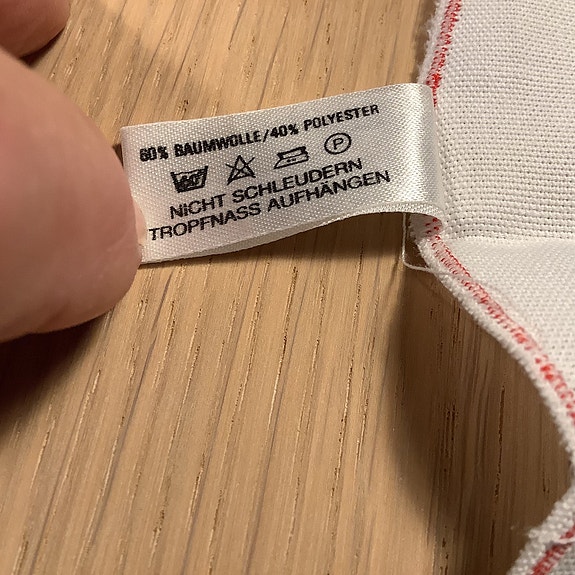 60% BAUMWOLLE/40% POLYESTER
P
NiCHT SCHLEUDERN
TROPFNASS AUFHÄNGEN